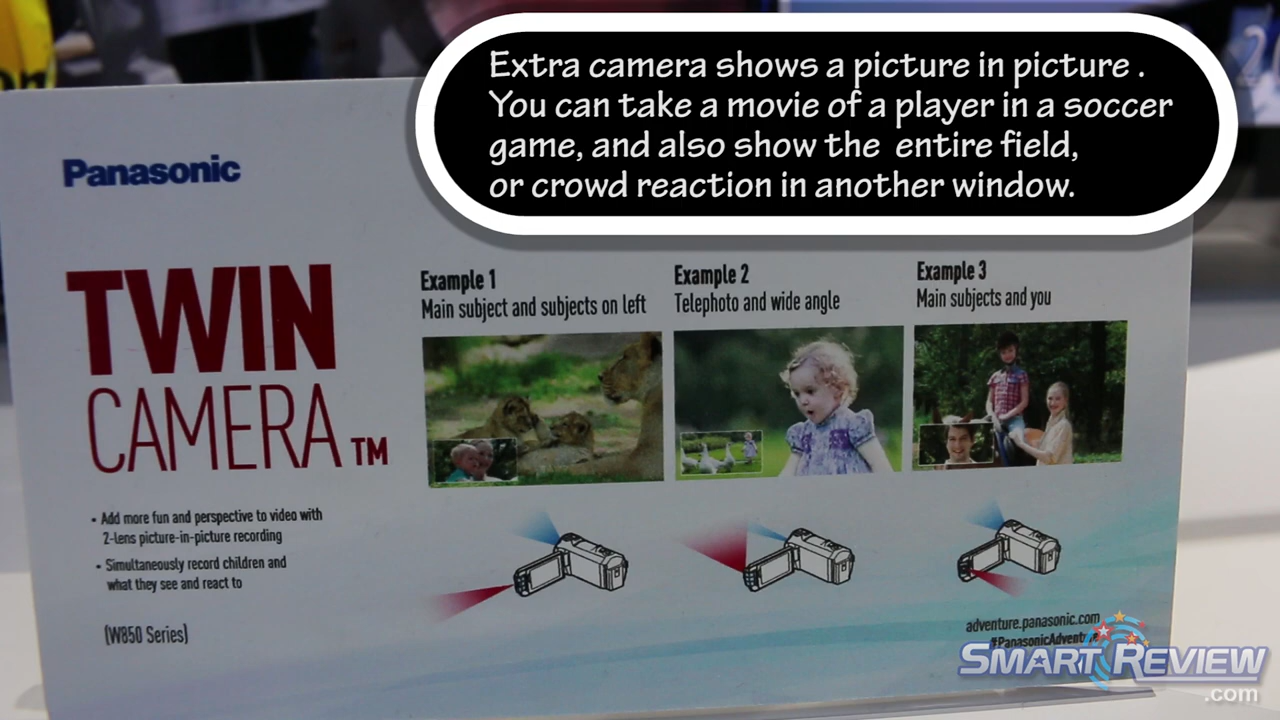 Extra camera shows a picture in picture .
You can take a movie of a player in a soccer
game, and also show the entire field,
or crowd reaction in another window.
Panasonic
TWIN
CAMERA TM
• Add more fun and perspective to video with
2-lens picture-in-picture recording
• Simultaneously record children and
what they see and react to
(W850 Series)
Example 1
Main subject and subjects on left
Example 2
Telephoto and wide angle
Example 3
Main subjects and you
adventure.panasonic.com
#PanasonicAdventure
SMART REVIEW
.com
2